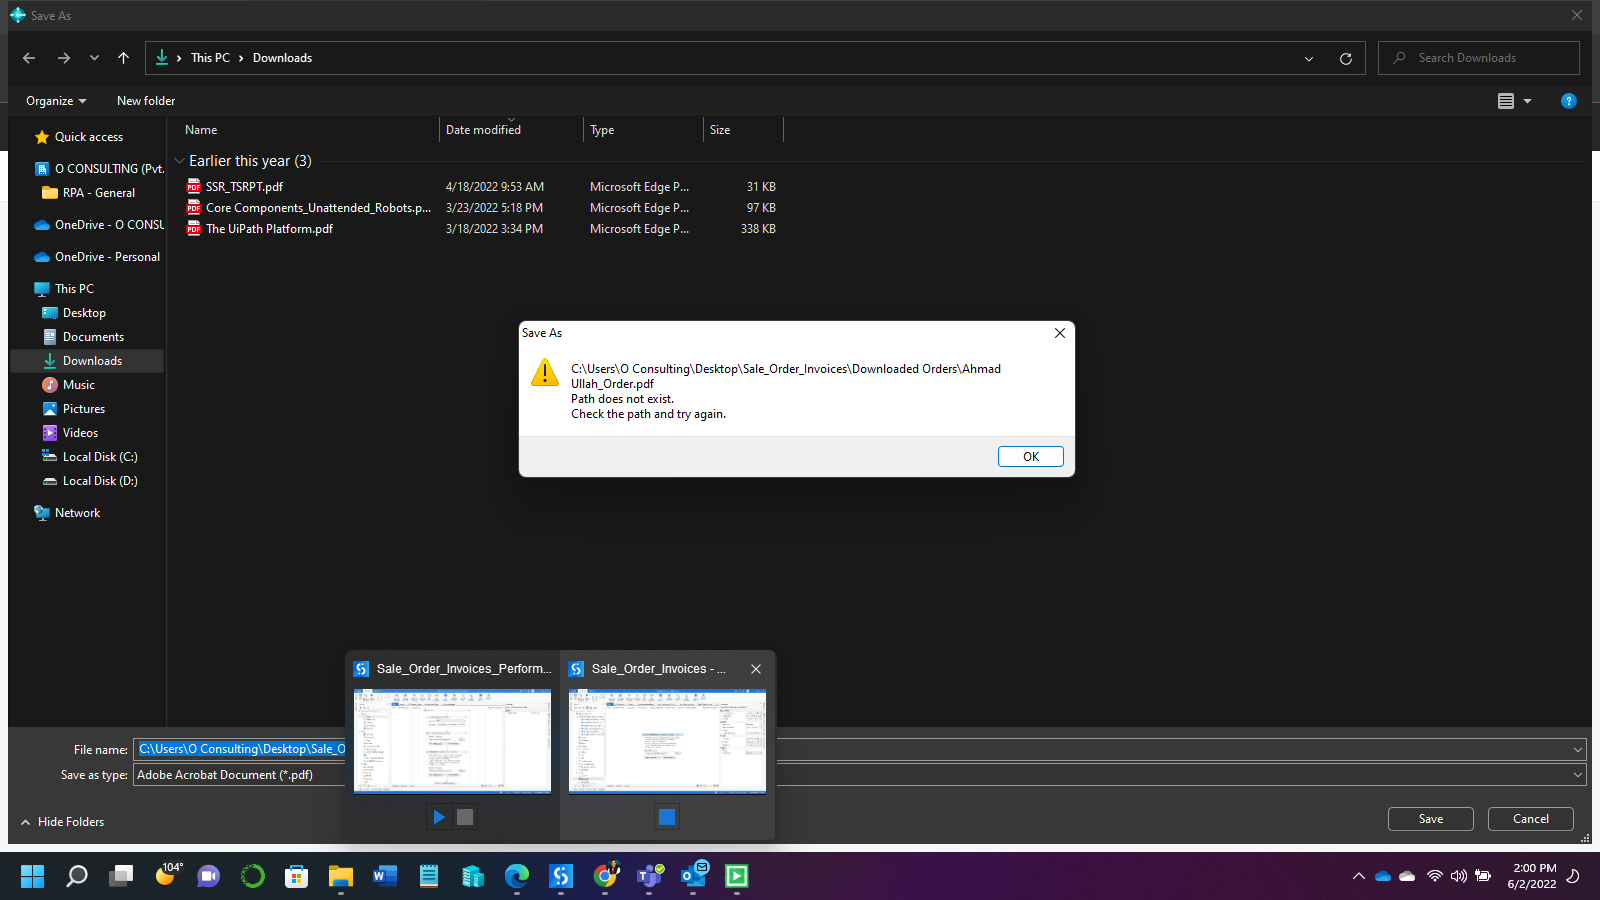 Save As
This PC
Downloads
Search Downloads
Organize
New folder
Name
Date modified
Type
Size
Quick access
O CONSULTING (Pvt.
RPA - General
OneDrive - O CONSU
OneDrive - Personal
This PC
Desktop
Documents
Downloads
Music
Pictures
Videos
Local Disk (C:)
Local Disk (D:)
Network
Earlier this year (3)
SSR_TSRPT.pdf 4/18/2022 9:53 AM Microsoft Edge P... 31 KB
Core Components_Unattended_Robots.p... 3/23/2022 5:18 PM Microsoft Edge P... 97 KB
The UiPath Platform.pdf 3/18/2022 3:34 PM Microsoft Edge P... 338 KB
Save As
C:\Users\O Consulting\Desktop\Sale_Order_Invoices\Downloaded Orders\Ahmad
Ullah_Order.pdf
Path does not exist.
Check the path and try again.
OK
Sale_Order_Invoices_Perform...
Sale_Order_Invoices - ...
File name: C:\Users\O Consulting\Desktop\Sale_O
Save as type: Adobe Acrobat Document (*.pdf)
Hide Folders
Save
Cancel
104°
2:00 PM
6/2/2022